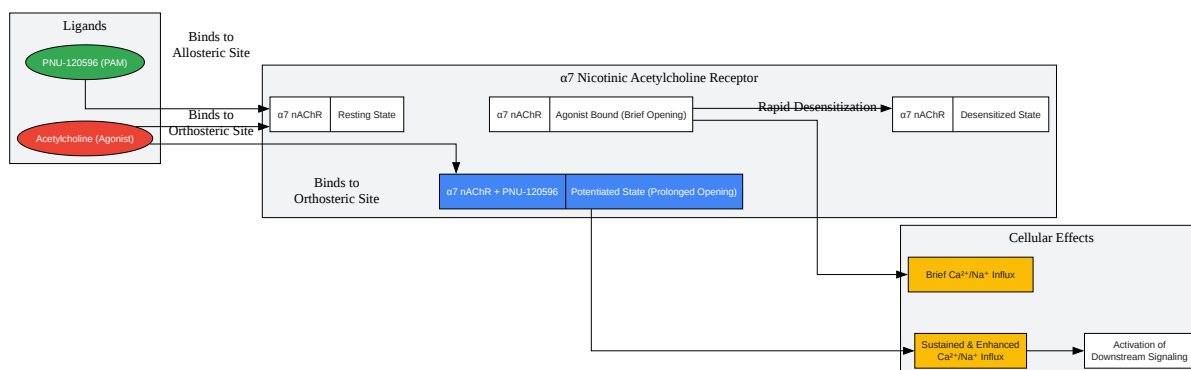 Ligands
PNU-120596 (PAM)
Acetylcholine (Agonist)
Binds to
Allosteric Site
Binds to
Orthosteric Site
α7 Nicotinic Acetylcholine Receptor
α7 nAChR
Resting State
α7 nAChR
Agonist Bound (Brief Opening)
Rapid Desensitization
α7 nAChR
Desensitized State
Binds to
Orthosteric Site
α7 nAChR + PNU-120596
Potentiated State (Prolonged Opening)
Cellular Effects
Brief Ca²⁺/Na⁺ Influx
Sustained & Enhanced
Ca²⁺/Na⁺ Influx
Activation of
Downstream Signaling